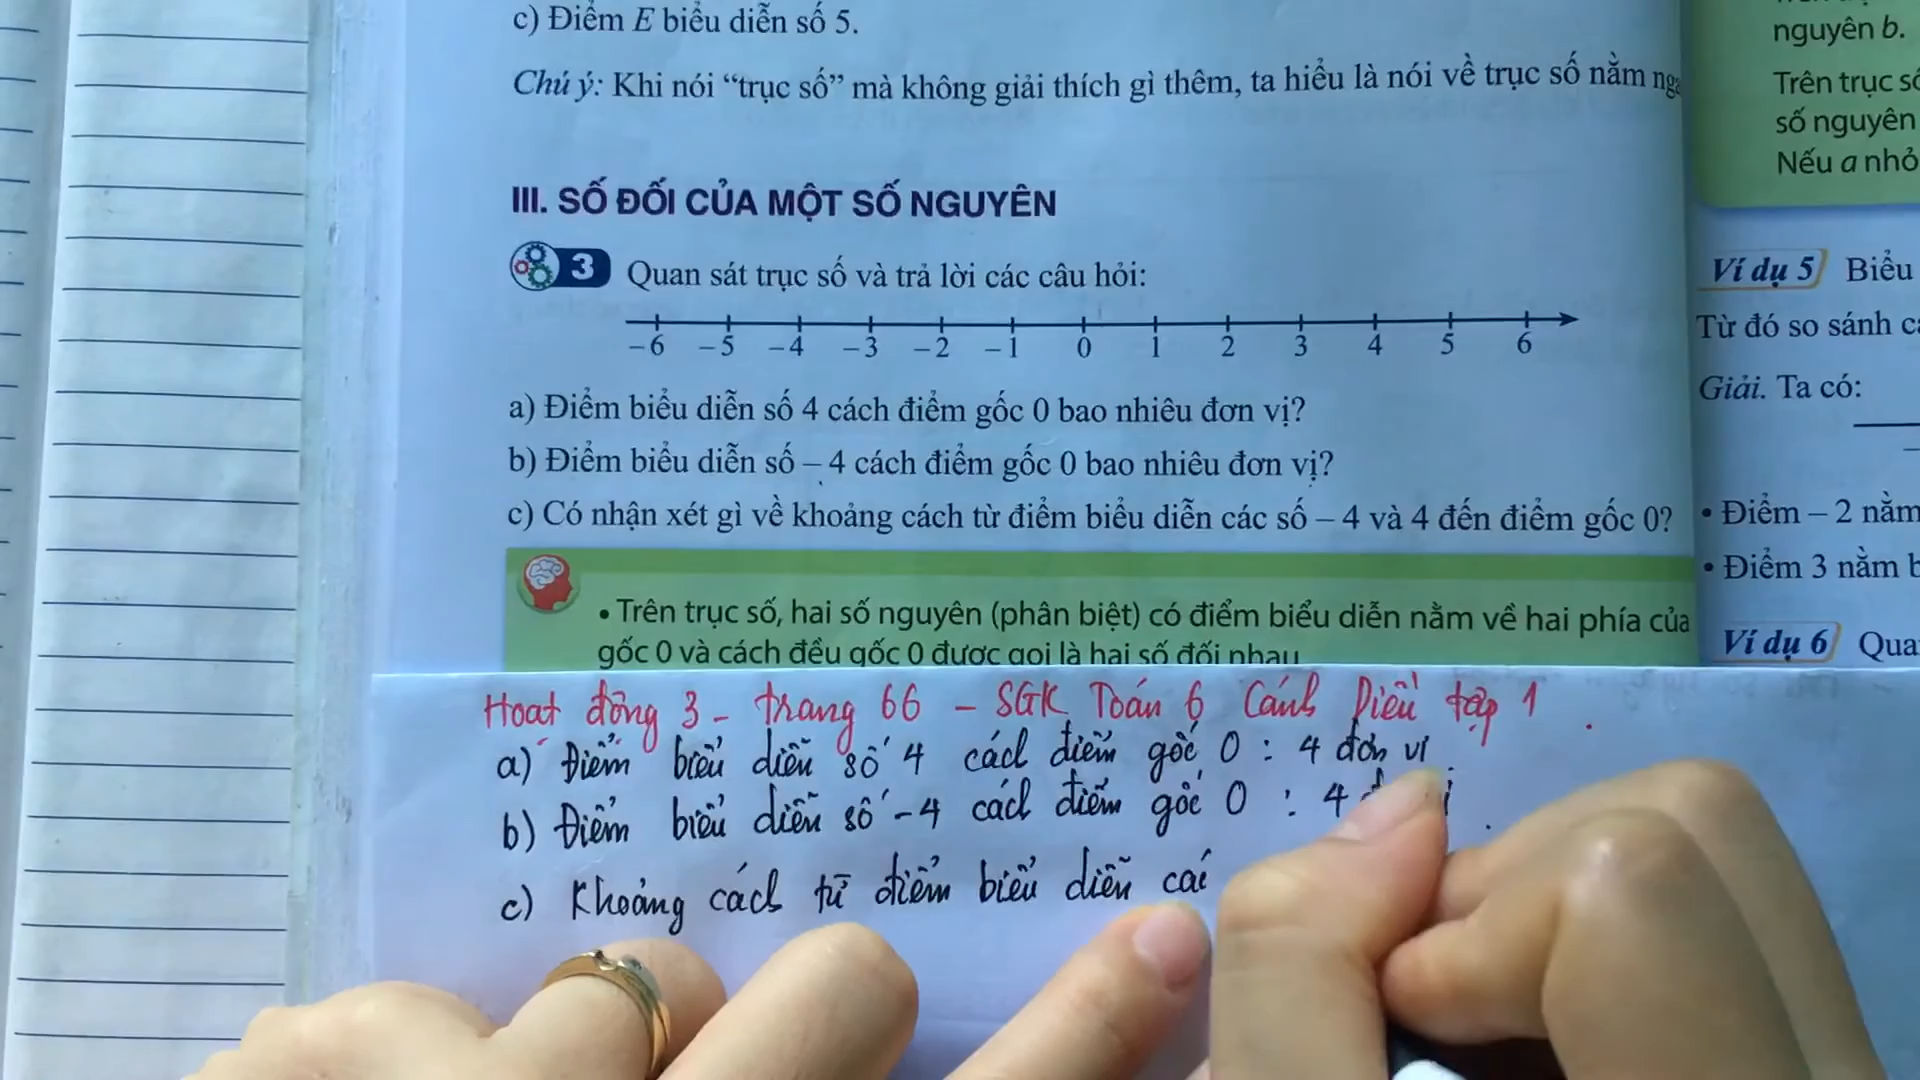 c) Điểm E biểu diễn số 5.
Chú ý: Khi nói “trục số” mà không giải thích gì thêm, ta hiểu là nói về trục số nằm
III. SỐ ĐỐI CỦA MỘT SỐ NGUYÊN
3 Quan sát trục số và trả lời các câu hỏi:
– 6 – 5 – 4 – 3 – 2 – 1 0 1 2 3 4 5 6
a) Điểm biểu diễn số 4 cách điểm gốc 0 bao nhiêu đơn vị?
b) Điểm biểu diễn số – 4 cách điểm gốc 0 bao nhiêu đơn vị?
c) Có nhận xét gì về khoảng cách từ điểm biểu diễn các số – 4 và 4 đến điểm gốc 0?
• Trên trục số, hai số nguyên (phân biệt) có điểm biểu diễn nằm về hai phía của
gốc 0 và cách đều gốc 0 được gọi là hai số đối nhau
Hoạt động 3 - trang 66 - SGK Toán 6 Cánh Diều tập 1
a) Điểm biểu diễn số 4 cách điểm gốc 0 : 4 đơn vị
b) Điểm biểu diễn số -4 cách điểm gốc 0 : 4
c) Khoảng cách từ điểm biểu diễn các
nguyên b.
Trên trục số
số nguyên
Nếu a nhỏ
Ví dụ 5 Biểu
Từ đó so sánh
Giải. Ta có:
• Điểm – 2 nằm
• Điểm 3 nằm
Ví dụ 6